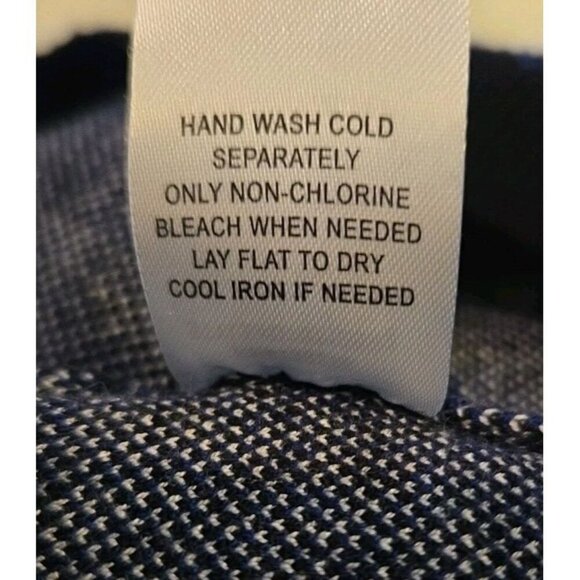 HAND WASH COLD
SEPARATELY
ONLY NON-CHLORINE
BLEACH WHEN NEEDED
LAY FLAT TO DRY
COOL IRON IF NEEDED